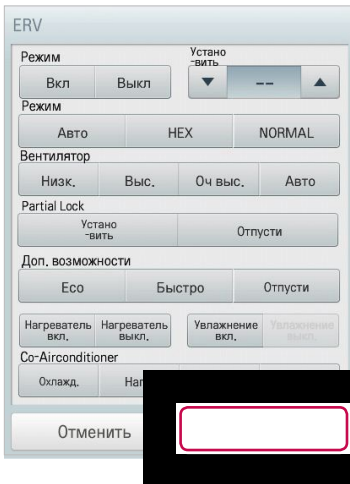 ERV
Режим
Устано
-вить
Вкл Выкл ▼ -- ▲
Режим
Авто HEX NORMAL
Вентилятор
Низк. Выс. Оч выс. Авто
Partial Lock
Устано
-вить
Отпусти
Доп. возможности
Eco Быстро Отпусти
Нагреватель Нагреватель Увлажнение Увлажнение
вкл. выкл. вкл. выкл.
Co-Airconditioner
Охлажд.
Отменить